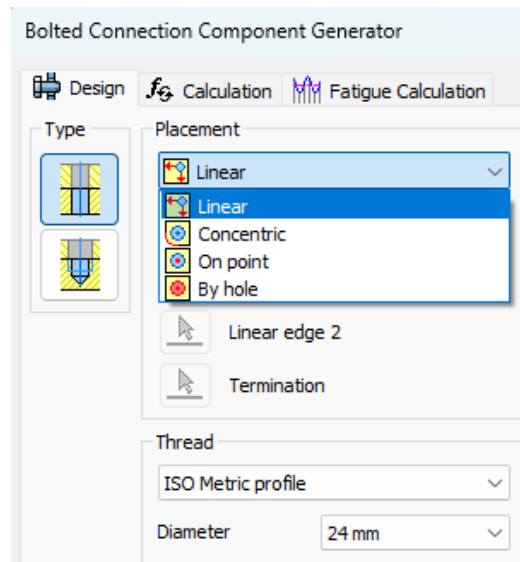 Bolted Connection Component Generator
Design
Calculation
Fatigue Calculation
Type
Placement
Linear
Linear
Concentric
On point
By hole
Linear edge 2
Termination
Thread
ISO Metric profile
Diameter
24 mm